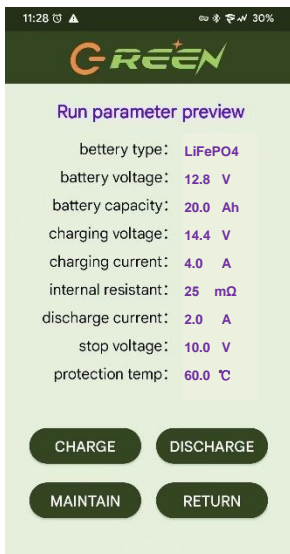 11:28 30%
GREEN
Run parameter preview
bettery type: LiFePO4
battery voltage: 12.8 V
battery capacity: 20.0 Ah
charging voltage: 14.4 V
charging current: 4.0 A
internal resistant: 25 mΩ
discharge current: 2.0 A
stop voltage: 10.0 V
protection temp: 60.0 ℃
CHARGE DISCHARGE
MAINTAIN RETURN